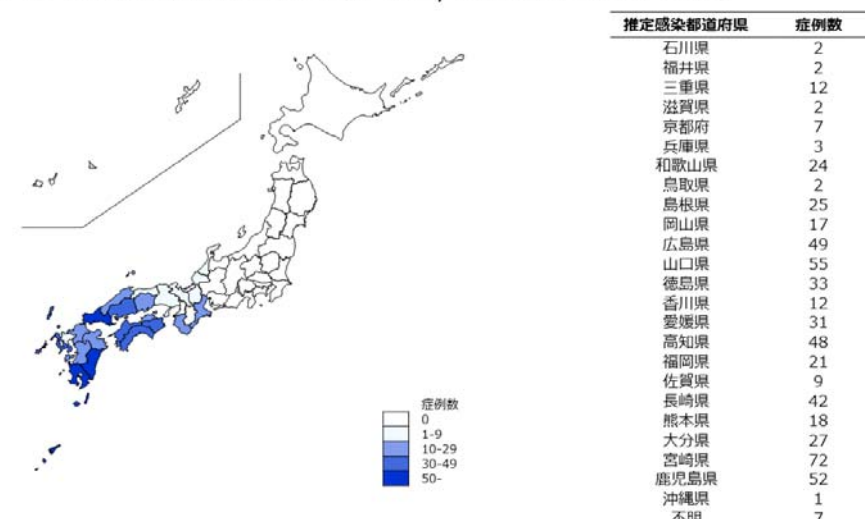 推定感染都道府県 症例数
石川県 2
福井県 2
三重県 12
滋賀県 2
京都府 7
兵庫県 3
和歌山県 24
鳥取県 2
島根県 25
岡山県 17
広島県 49
山口県 55
徳島県 33
香川県 12
愛媛県 31
高知県 48
福岡県 21
佐賀県 9
長崎県 42
熊本県 18
大分県 27
宮崎県 72
鹿児島県 52
沖縄県 1
不明 7
症例数
0
1-9
10-29
30-49
50-